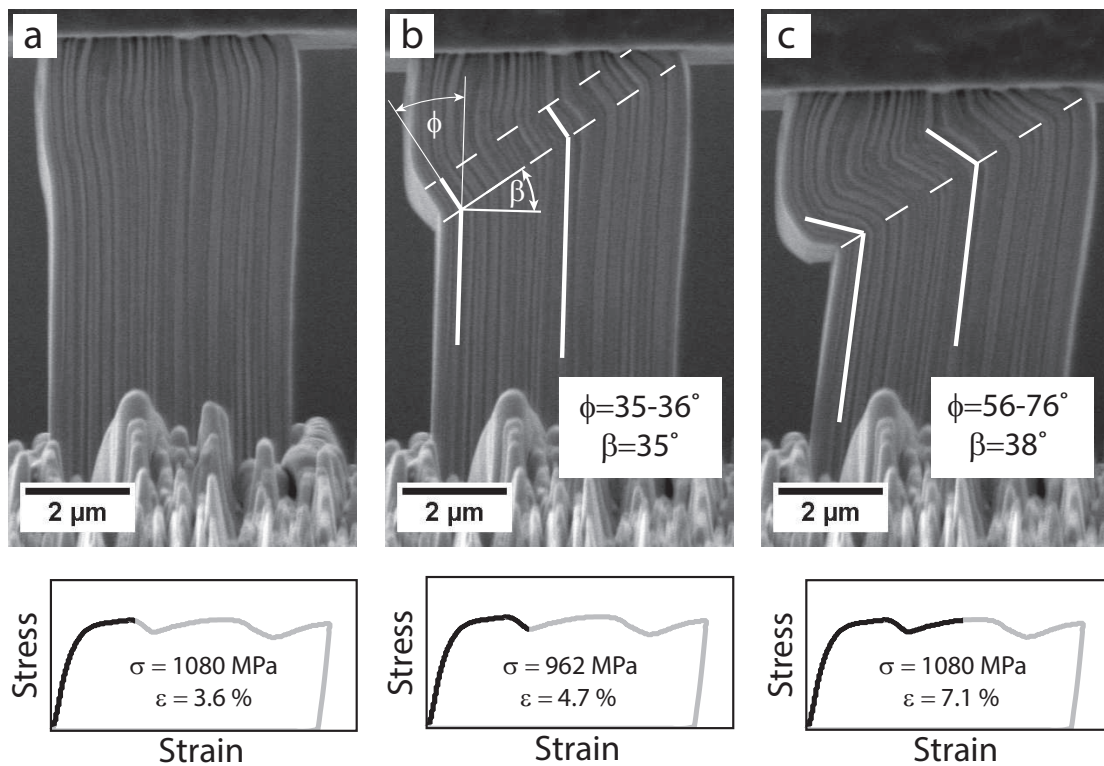 a
b
c
ϕ
β
ϕ=35-36°
β=35°
ϕ=56-76°
β=38°
2 µm
2 µm
2 µm
Stress
σ = 1080 MPa
ε = 3.6 %
Strain
Stress
σ = 962 MPa
ε = 4.7 %
Strain
Stress
σ = 1080 MPa
ε = 7.1 %
Strain